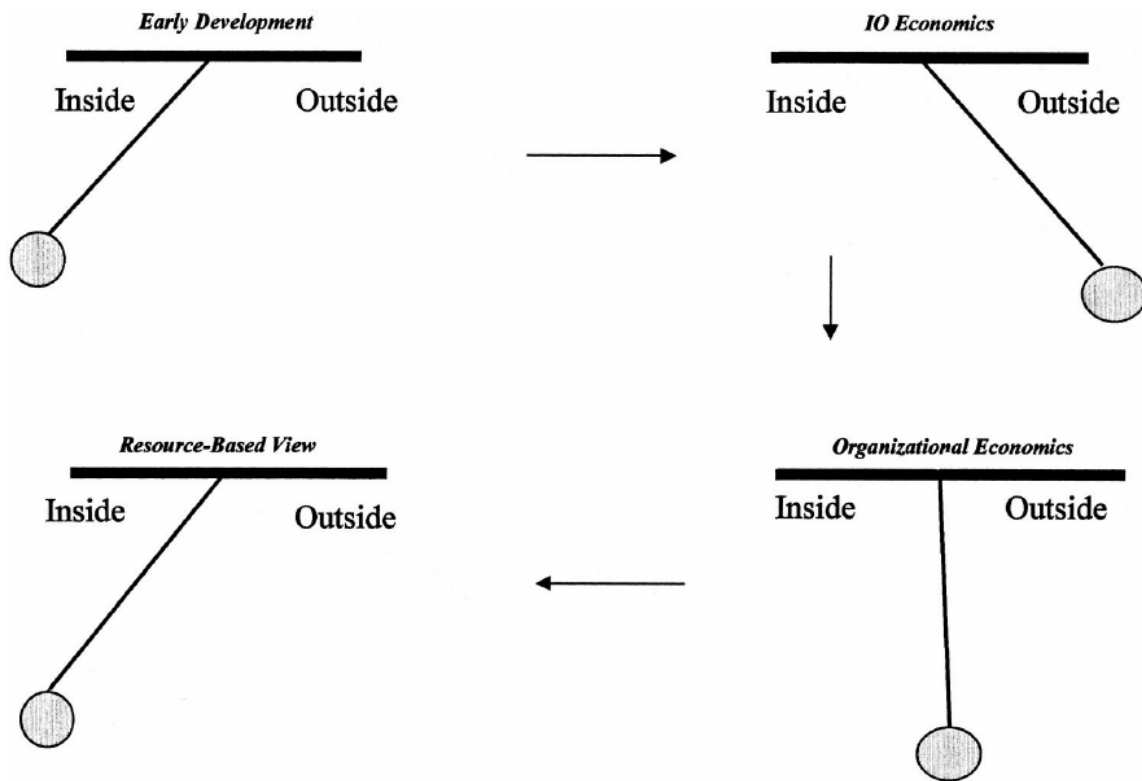 Early Development
Inside
Outside
IO Economics
Inside
Outside
Resource-Based View
Inside
Outside
Organizational Economics
Inside
Outside